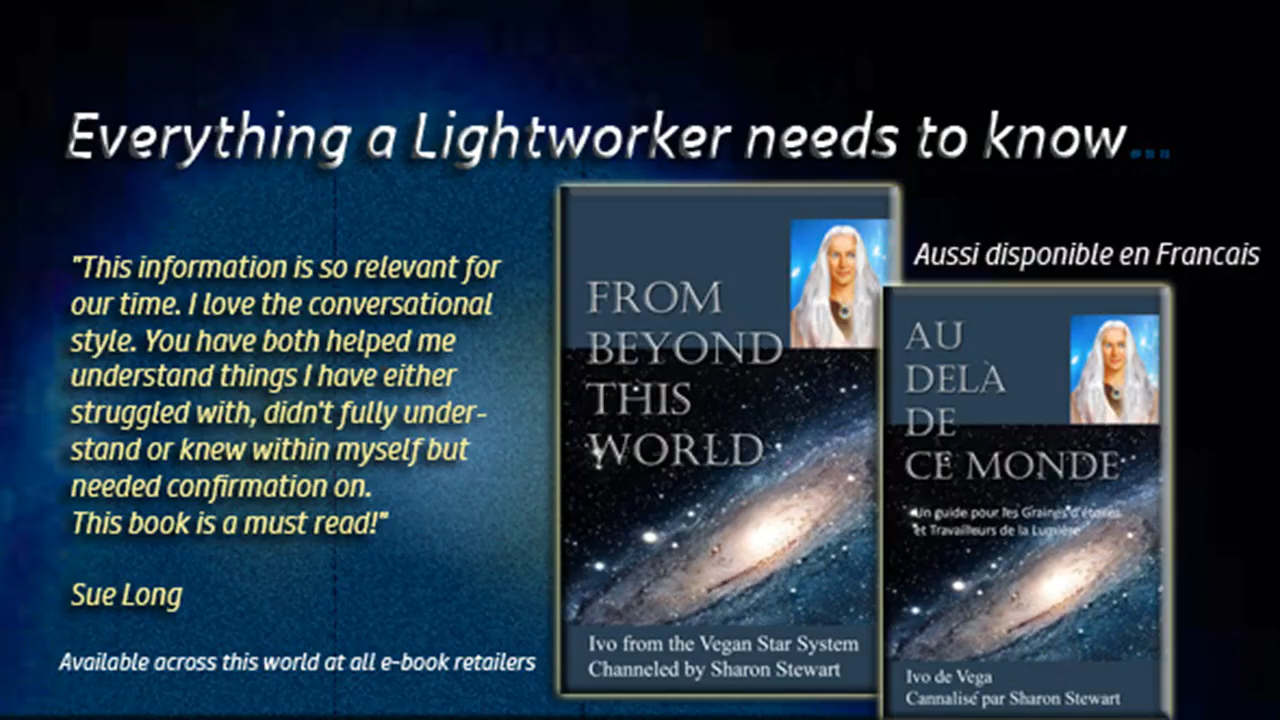 Everything a Lightworker needs to know...
"This information is so relevant for
our time. I love the conversational
style. You have both helped me
understand things I have either
struggled with, didn't fully under-
stand or knew within myself but
needed confirmation on.
This book is a must read!"
Sue Long
Available across this world at all e-book retailers
FROM
BEYOND
THIS
WORLD
Ivo from the Vegan Star System
Channeled by Sharon Stewart
Aussi disponible en Francais
AU
DELÀ
DE
CE MONDE
Un guide pour les Graines d'étoiles
et Travailleurs de la Lumière
Ivo de Vega
Cannalisé par Sharon Stewart